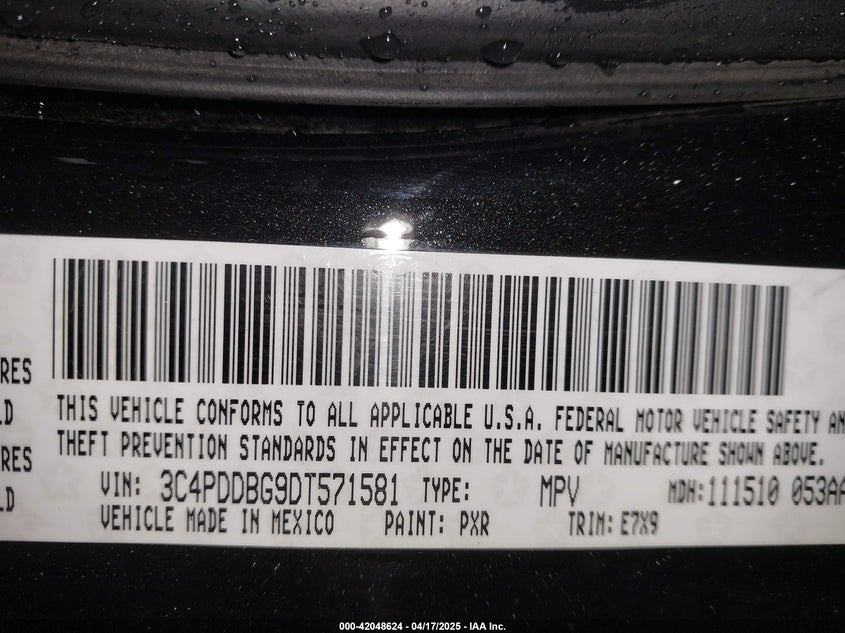 RES
LD
RES
LD
THIS VEHICLE CONFORMS TO ALL APPLICABLE U.S.A. FEDERAL MOTOR VEHICLE SAFETY AN
THEFT PREVENTION STANDARDS IN EFFECT ON THE DATE OF MANUFACTURE SHOWN ABOVE.
VIN: 3C4PDDBG9DT571581 TYPE: MPV MDH:111510 053AA
VEHICLE MADE IN MEXICO PAINT: PXR TRIM: E7X9
000-42048624 - 04/17/2025 - IAA Inc.